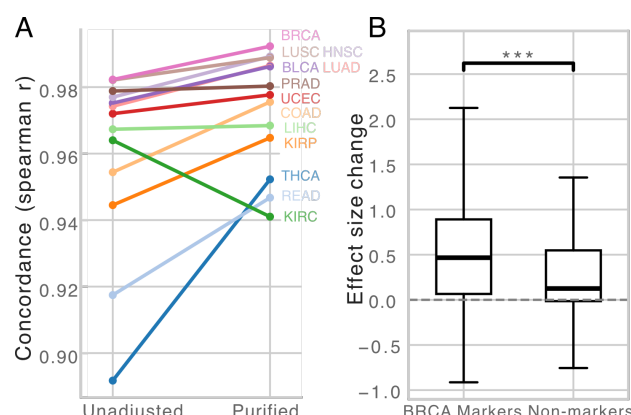 A
Concordance (spearman r)
0.98
0.96
0.94
0.92
0.90
Unadjusted Purified
BRCA
LUSC HNSC
BLCA LUAD
PRAD
UCEC
COAD
LIHC
KIRP
THCA
READ
KIRC
B
Effect size change
2.5
2.0
1.5
1.0
0.5
0.0
−0.5
−1.0
***
BRCA Markers Non-markers